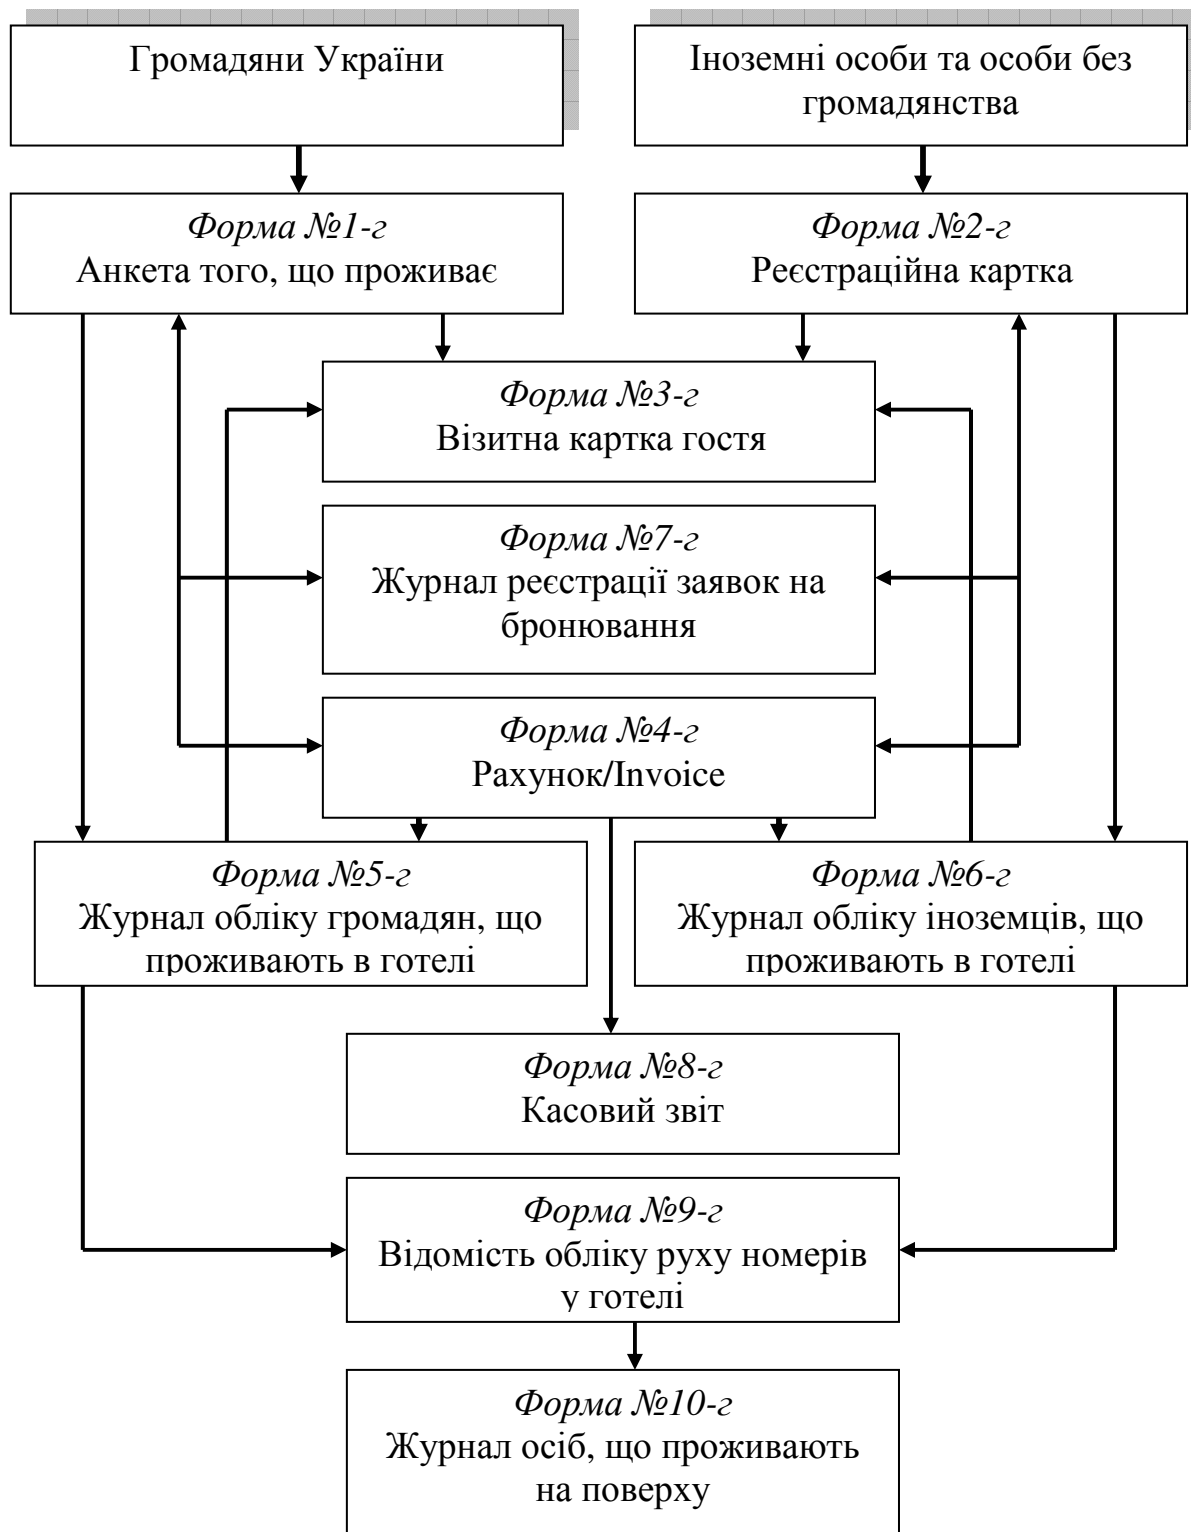 Громадяни України
Іноземні особи та особи без
громадянства
Форма №1-г
Анкета того, що проживає
Форма №2-г
Реєстраційна картка
Форма №3-г
Візитна картка гостя
Форма №7-г
Журнал реєстрації заявок на
бронювання
Форма №4-г
Рахунок/Invoice
Форма №5-г
Журнал обліку громадян, що
проживають в готелі
Форма №6-г
Журнал обліку іноземців, що
проживають в готелі
Форма №8-г
Касовий звіт
Форма №9-г
Відомість обліку руху номерів
у готелі
Форма №10-г
Журнал осіб, що проживають
на поверху